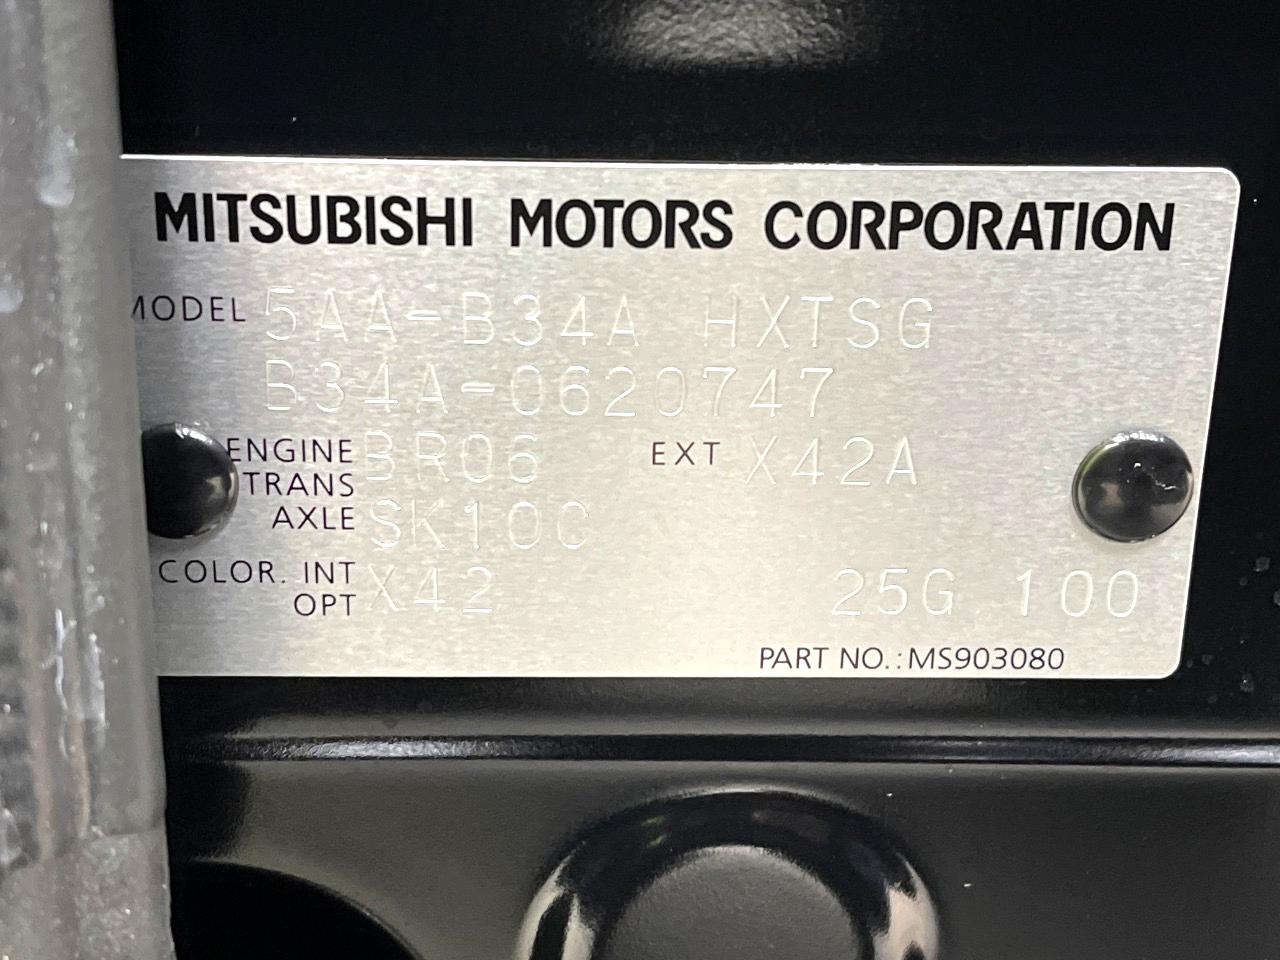 MITSUBISHI MOTORS CORPORATION
MODEL 5AA-B34A HXTSG
B34A-0620747
ENGINE BR06 EXT X42A
TRANS
AXLE SK10C
COLOR. INT
OPT X42 25G 100
PART NO.: MS903080